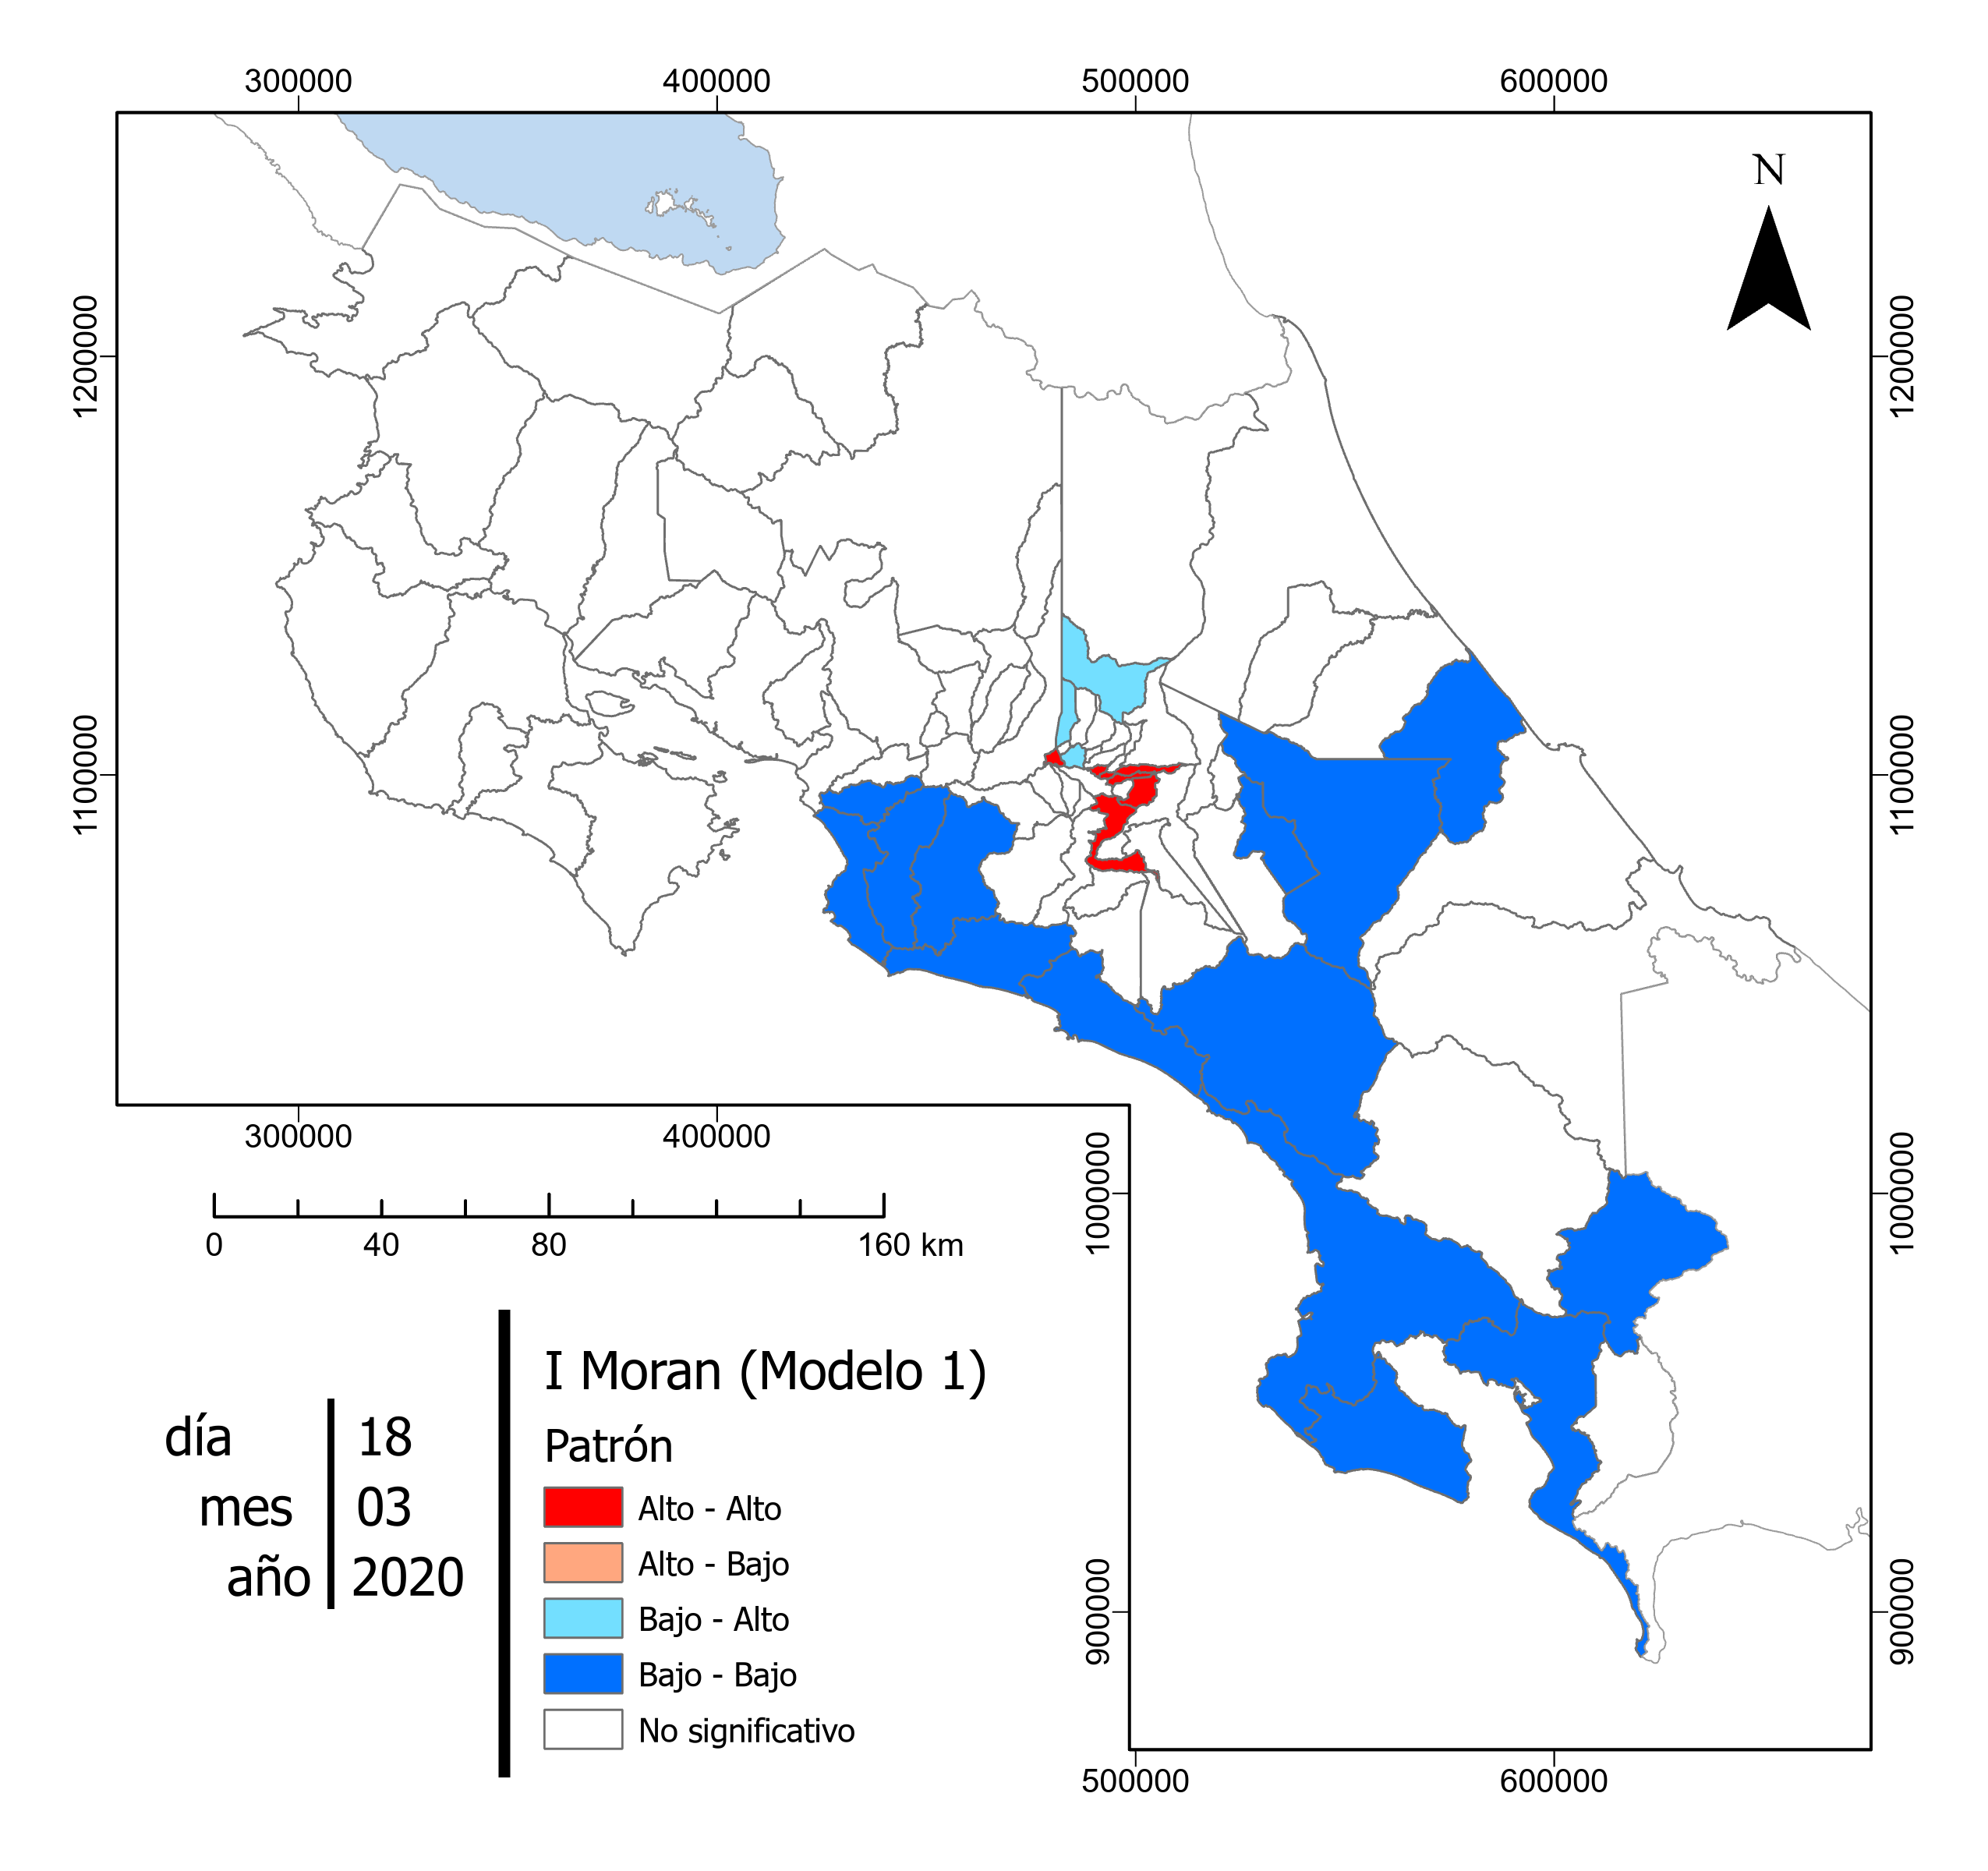 300000 400000 500000 600000
N
1200000 1200000
1100000 1100000
300000 400000
1000000 1000000
0 40 80 160 km
I Moran (Modelo 1)
día 18
Patrón
mes 03
Alto - Alto
año 2020
Alto - Bajo
Bajo - Alto
900000 900000
Bajo - Bajo
No significativo
500000 600000